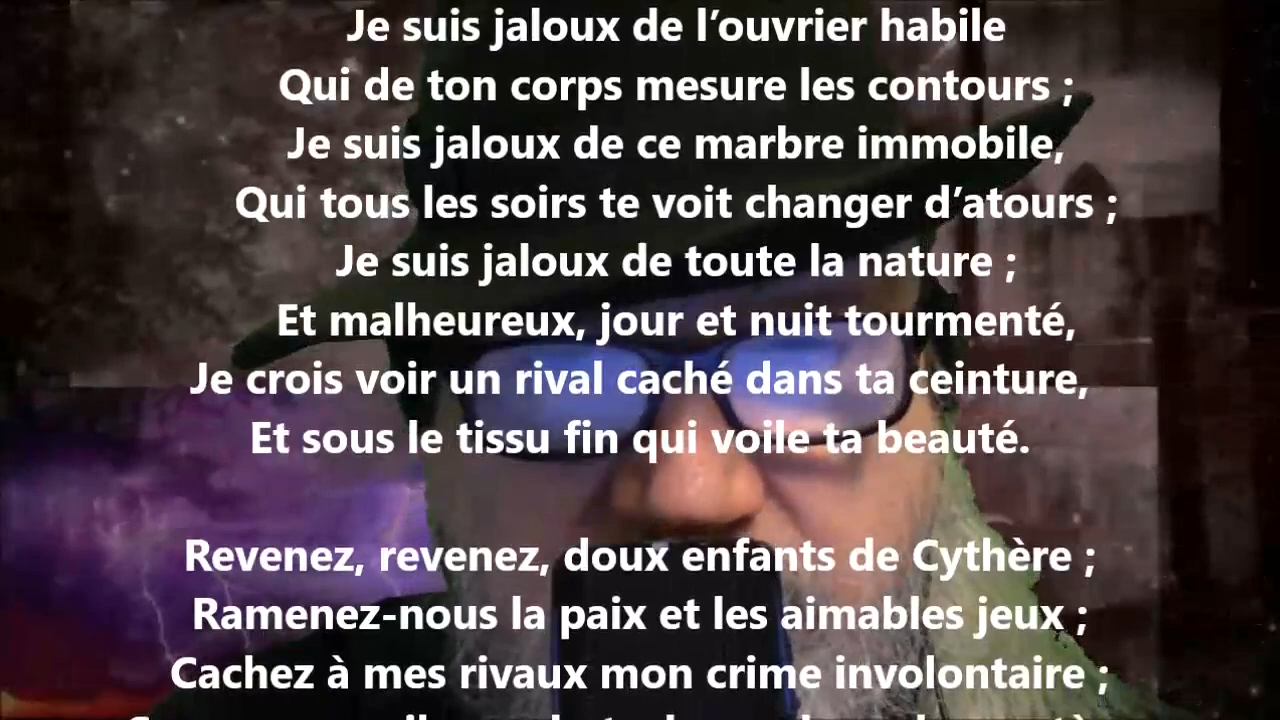 Je suis jaloux de l’ouvrier habile
Qui de ton corps mesure les contours ;
Je suis jaloux de ce marbre immobile,
Qui tous les soirs te voit changer d’atours ;
Je suis jaloux de toute la nature ;
Et malheureux, jour et nuit tourmenté,
Je crois voir un rival caché dans ta ceinture,
Et sous le tissu fin qui voile ta beauté.
Revenez, revenez, doux enfants de Cythère ;
Ramenez-nous la paix et les aimables jeux ;
Cachez à mes rivaux mon crime involontaire ;